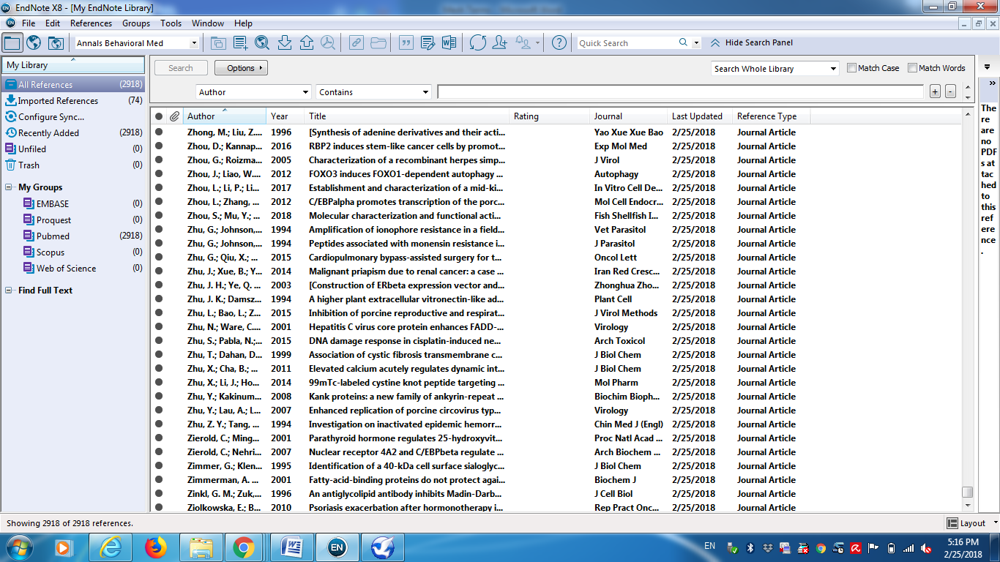 EndNote X8 - [My EndNote Library]
File Edit References Groups Tools Window Help
Annals Behavioral Med Quick Search Hide Search Panel
My Library
All References (2918)
Imported References (74)
Configure Sync...
Recently Added (2918)
Unfiled (0)
Trash (0)
My Groups
EMBASE (0)
Proquest (0)
Pubmed (2918)
Scopus (0)
Web of Science (0)
Find Full Text
Search Options Search Whole Library Match Case Match Words
Author Contains + -
Author Year Title Rating Journal Last Updated Reference Type
Zhong, M.; Liu, Z.... 1996 [Synthesis of adenine derivatives and their acti... Yao Xue Xue Bao 2/25/2018 Journal Article
Zhou, D.; Kannap... 2016 RBP2 induces stem-like cancer cells by promot... Exp Mol Med 2/25/2018 Journal Article
Zhou, G.; Roizma... 2005 Characterization of a recombinant herpes simp... J Virol 2/25/2018 Journal Article
Zhou, J.; Liao, W.... 2012 FOXO3 induces FOXO1-dependent autophagy ... Autophagy 2/25/2018 Journal Article
Zhou, L.; Li, P.; Li... 2017 Establishment and characterization of a mid-ki... In Vitro Cell De... 2/25/2018 Journal Article
Zhou, L.; Zhang, ... 2012 C/EBPalpha promotes transcription of the porc... Mol Cell Endocr... 2/25/2018 Journal Article
Zhou, S.; Mu, Y.; ... 2018 Molecular characterization and functional acti... Fish Shellfish I... 2/25/2018 Journal Article
Zhu, G.; Johnson,... 1994 Amplification of ionophore resistance in a field... Vet Parasitol 2/25/2018 Journal Article
Zhu, G.; Johnson,... 1994 Peptides associated with monensin resistance i... J Parasitol 2/25/2018 Journal Article
Zhu, G.; Qiu, X.; ... 2015 Cardiopulmonary bypass-assisted surgery for t... Oncol Lett 2/25/2018 Journal Article
Zhu, J.; Xue, B.; Y... 2014 Malignant priapism due to renal cancer: a case ... Iran Red Cresc... 2/25/2018 Journal Article
Zhu, J. H.; Ye, Q. ... 2003 [Construction of ERbeta expression vector and... Zhonghua Zho... 2/25/2018 Journal Article
Zhu, J. K.; Damsz... 1994 A higher plant extracellular vitronectin-like ad... Plant Cell 2/25/2018 Journal Article
Zhu, L.; Bao, L.; Z... 2015 Inhibition of porcine reproductive and respirat... J Virol Methods 2/25/2018 Journal Article
Zhu, N.; Ware, C.... 2001 Hepatitis C virus core protein enhances FADD-... Virology 2/25/2018 Journal Article
Zhu, S.; Pabla, N.;... 2015 DNA damage response in cisplatin-induced ne... Arch Toxicol 2/25/2018 Journal Article
Zhu, T.; Dahan, D... 1999 Association of cystic fibrosis transmembrane c... J Biol Chem 2/25/2018 Journal Article
Zhu, X.; Cha, B.; ... 2011 Elevated calcium acutely regulates dynamic int... J Biol Chem 2/25/2018 Journal Article
Zhu, X.; Li, J.; Ho... 2014 99mTc-labeled cystine knot peptide targeting ... Mol Pharm 2/25/2018 Journal Article
Zhu, Y.; Kakinum... 2008 Kank proteins: a new family of ankyrin-repeat ... Biochim Bioph... 2/25/2018 Journal Article
Zhu, Y.; Lau, A.; L... 2007 Enhanced replication of porcine circovirus typ... Virology 2/25/2018 Journal Article
Zhu, Z. Y.; Tang, ... 1994 Investigation on inactivated epidemic hemorr... Chin Med J (Engl) 2/25/2018 Journal Article
Zierold, C.; Ming... 2001 Parathyroid hormone regulates 25-hydroxyvit... Proc Natl Acad ... 2/25/2018 Journal Article
Zierold, C.; Nehri... 2007 Nuclear receptor 4A2 and C/EBPbeta regulate ... Arch Biochem ... 2/25/2018 Journal Article
Zimmer, G.; Klen... 1995 Identification of a 40-kDa cell surface sialoglyc... J Biol Chem 2/25/2018 Journal Article
Zimmerman, A. ... 2001 Fatty-acid-binding proteins do not protect agai... Biochem J 2/25/2018 Journal Article
Zinkl, G. M.; Zuk,... 1996 An antiglycolipid antibody inhibits Madin-Darb... J Cell Biol 2/25/2018 Journal Article
Ziolkowska, E.; B... 2010 Psoriasis exacerbation after hormonotherapy i... Rep Pract Onc... 2/25/2018 Journal Article
The
re
are
no
PDF
s at
tac
hed
to
this
ref
ere
nce
.
Showing 2918 of 2918 references. Layout
EN 5:16 PM
2/25/2018